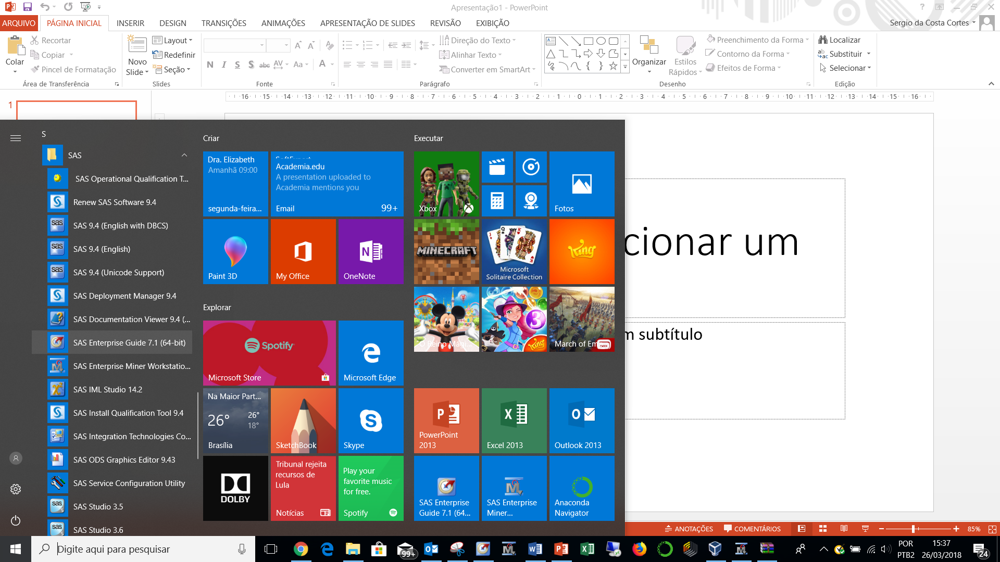 Apresentação1 - PowerPoint
ARQUIVO
PÁGINA INICIAL
INSERIR
DESIGN
TRANSIÇÕES
ANIMAÇÕES
APRESENTAÇÃO DE SLIDES
REVISÃO
EXIBIÇÃO
Sergio da Costa Cortes
Colar
Recortar
Copiar
Pincel de Formatação
Área de Transferência
Novo
Slide
Layout
Redefinir
Seção
Slides
N I S S abc AV Aa A
Fonte
Direção do Texto
Alinhar Texto
Converter em SmartArt
Parágrafo
Organizar
Estilos
Rápidos
Preenchimento da Forma
Contorno da Forma
Efeitos de Forma
Desenho
Localizar
Substituir
Selecionar
Edição
16 15 14 13 12 11 10 9 8 7 6 5 4 3 2 1 0 1 2 3 4 5 6 7 8 9 10 11 12 13 14 15 16
1
S
SAS
SAS Operational Qualification T...
Renew SAS Software 9.4
SAS 9.4 (English with DBCS)
SAS 9.4 (English)
SAS 9.4 (Unicode Support)
SAS Deployment Manager 9.4
SAS Documentation Viewer 9.4 (...
SAS Enterprise Guide 7.1 (64-bit)
SAS Enterprise Miner Workstatio...
SAS IML Studio 14.2
SAS Install Qualification Tool 9.4
SAS Integration Technologies Co...
SAS ODS Graphics Editor 9.43
SAS Service Configuration Utility
SAS Studio 3.5
SAS Studio 3.6
Criar
Dra. Elizabeth
Amanhã 09:00
segunda-feira...
Academia.edu
A presentation uploaded to
Academia mentions you
Email
99+
Paint 3D
My Office
OneNote
Explorar
Spotify
Microsoft Store
Microsoft Edge
Na Maior Part...
26°
26°
18°
Brasília
SketchBook
Skype
DOLBY
Tribunal rejeita
recursos de
Lula
Notícias
Play your
favorite music
for free.
Spotify
Executar
Xbox
Fotos
MINECRAFT
Microsoft
Solitaire Collection
King
O Reino Mági...
3
King
March of Em
PowerPoint
2013
Excel 2013
Outlook 2013
SAS Enterprise
Guide 7.1 (64...
SAS Enterprise
Miner...
Anaconda
Navigator
cionar um
m subtítulo
ANOTAÇÕES
COMENTÁRIOS
85%
Digite aqui para pesquisar
99+
POR
PTB2
15:37
26/03/2018
24